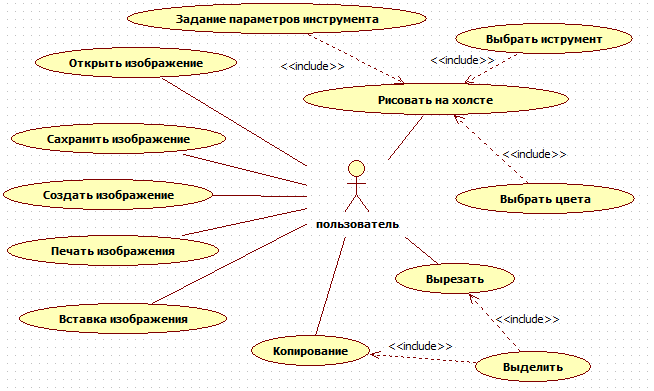 Задание параметров инструмента
Выбрать иструмент
Открыть изображение
<<include>>
<<include>>
Рисовать на холсте
Сахранить изображение
<<include>>
Создать изображение
Выбрать цвета
пользователь
Печать изображения
Вырезать
Вставка изображения
<<include>>
Копирование
<<include>>
Выделить